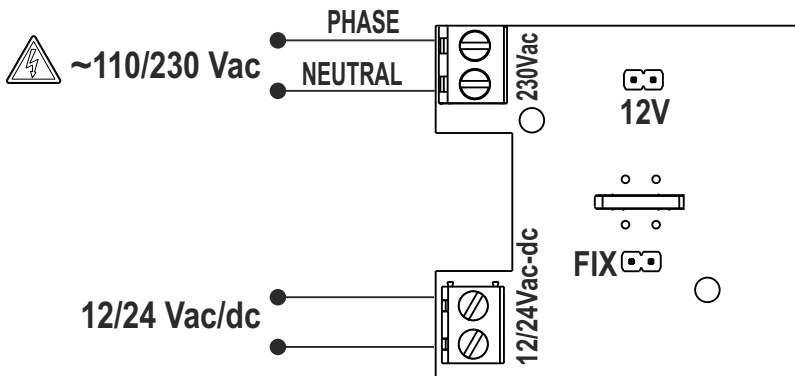 PHASE
~110/230 Vac
NEUTRAL
230Vac
12V
FIX
12/24Vac-dc
12/24 Vac/dc